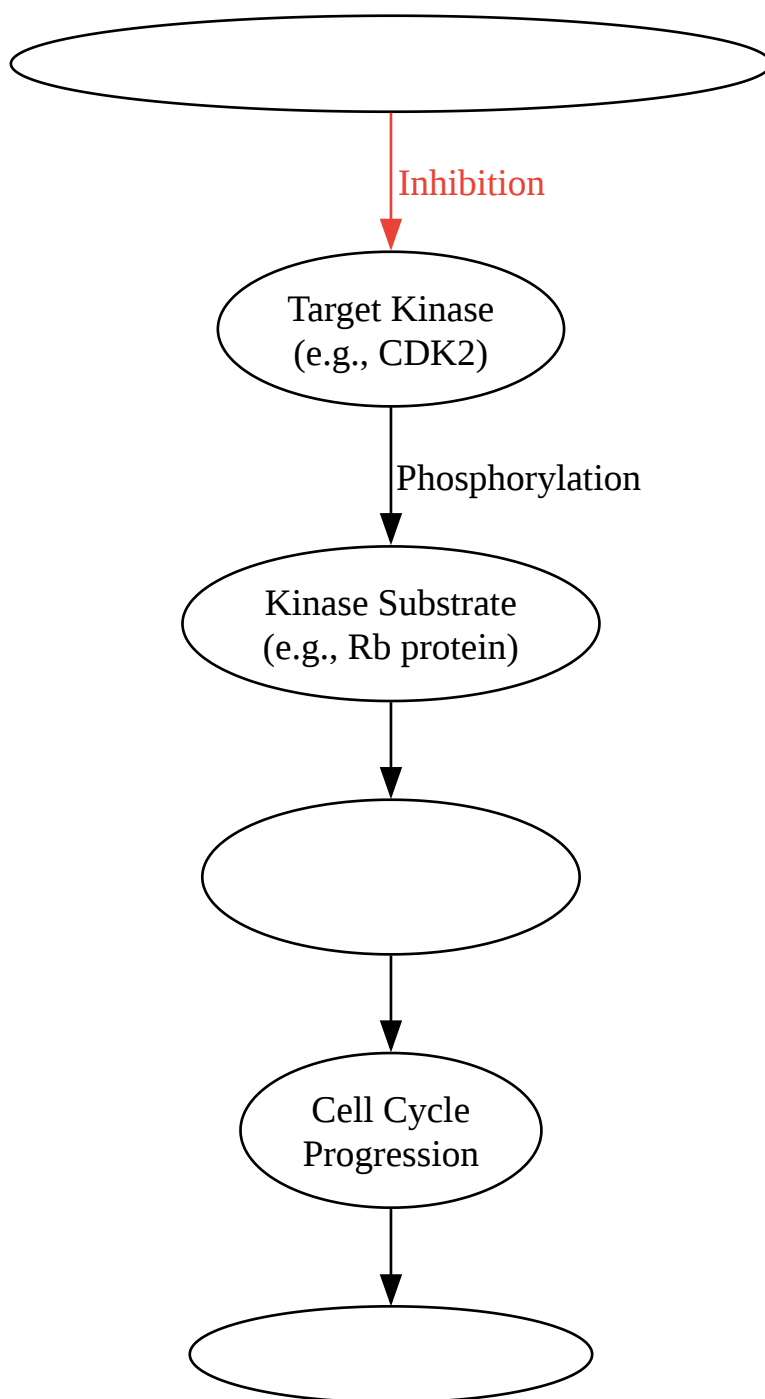 Inhibition
Target Kinase
(e.g., CDK2)
Phosphorylation
Kinase Substrate
(e.g., Rb protein)
Cell Cycle
Progression